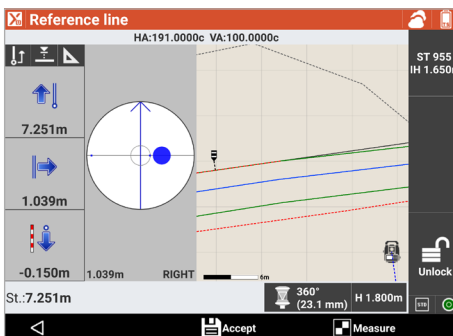 Reference line
HA:191.0000c VA:100.0000c
ST 955
IH 1.650
7.251m
1.039m
-0.150m
1.039m RIGHT
6m
Unlock
St.:7.251m
360°
(23.1 mm)
H 1.800m
STD
Accept
Measure